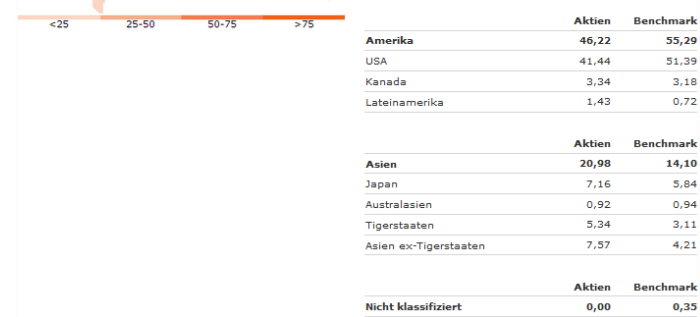 <25 25-50 50-75 >75
Aktien Benchmark
Amerika 46,22 55,29
USA 41,44 51,39
Kanada 3,34 3,18
Lateinamerika 1,43 0,72
Aktien Benchmark
Asien 20,98 14,10
Japan 7,16 5,84
Australasien 0,92 0,94
Tigerstaaten 5,34 3,11
Asien ex-Tigerstaaten 7,57 4,21
Aktien Benchmark
Nicht klassifiziert 0,00 0,35